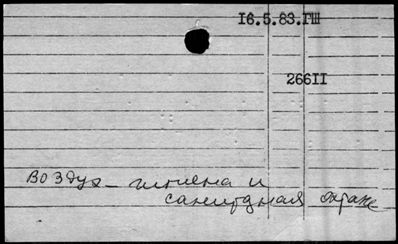 16.5.83.ГШ
26611
Воздух - гигиена и
санитарная охрана